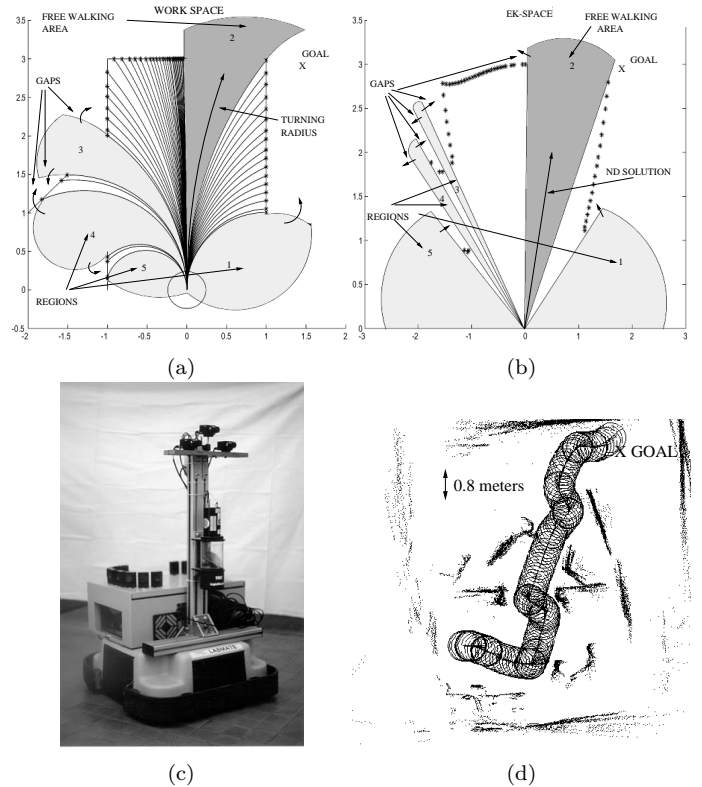 FREE WALKING
AREA
WORK SPACE
3.5
3
2.5
2
1.5
1
0.5
0
-0.5
-2
-1.5
-1
-0.5
0
0.5
1
1.5
2
GAPS
2
GOAL
X
TURNING
RADIUS
3
4
5
1
REGIONS
(a)
EK-SPACE
FREE WALKING
AREA
3.5
3
2.5
2
1.5
1
0.5
0
-3
-2
-1
0
1
2
3
GAPS
2
GOAL
X
ND SOLUTION
3
4
REGIONS
5
1
(b)
LABMATE
(c)
X GOAL
0.8 meters
(d)